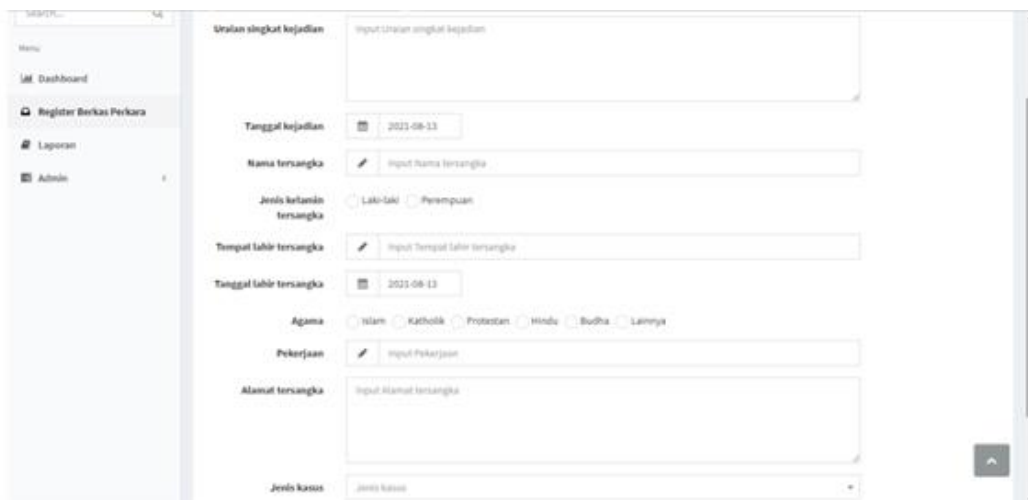 Search...
Uraian singkat kejadian
Input Uraian singkat kejadian
Menu
Dashboard
Register Berkas Perkara
Laporan
Admin
Tanggal kejadian
2021-08-13
Nama tersangka
Input Nama tersangka
Jenis kelamin
tersangka
Laki-laki Perempuan
Tempat lahir tersangka
Input Tempat lahir tersangka
Tanggal lahir tersangka
2021-08-13
Agama
Islam Katholik Protestan Hindu Budha Lainnya
Pekerjaan
Input Pekerjaan
Alamat tersangka
Input Alamat tersangka
Jenis kasus
Jenis kasus